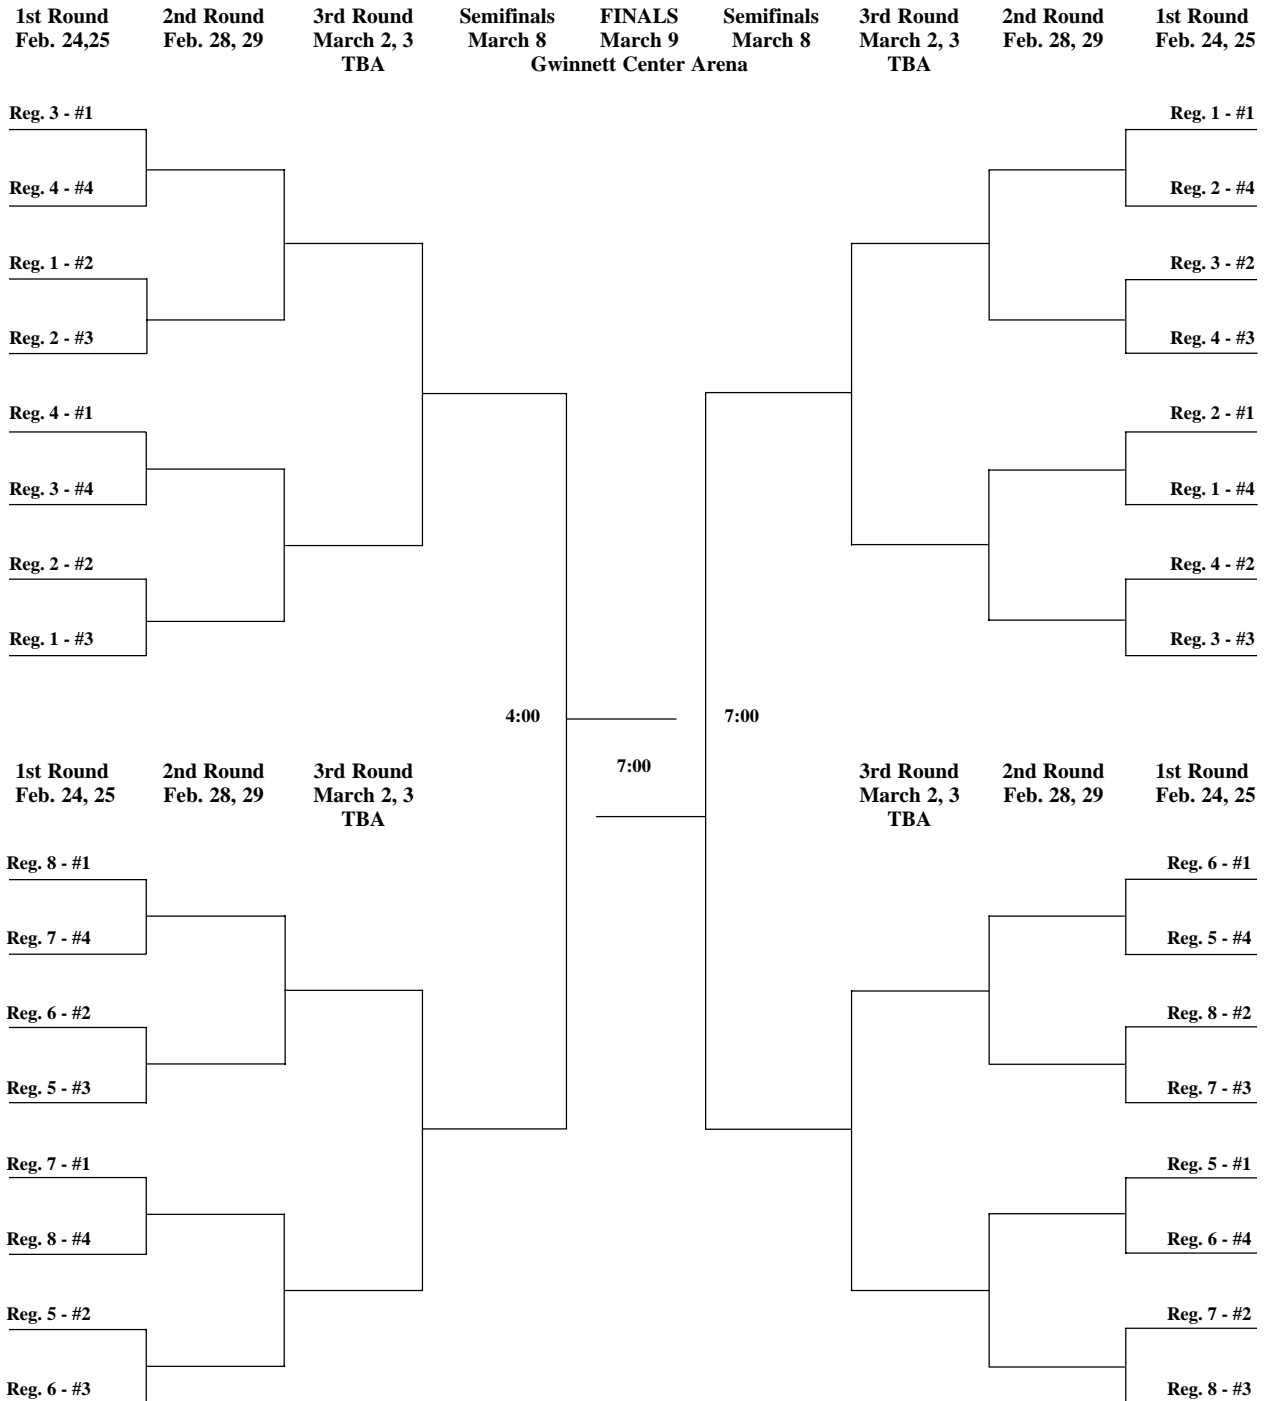 1st Round 2nd Round 3rd Round Semifinals FINALS Semifinals 3rd Round 2nd Round 1st Round
Feb. 24,25 Feb. 28, 29 March 2, 3 March 8 March 9 March 8 March 2, 3 Feb. 28, 29 Feb. 24, 25
TBA Gwinnett Center Arena TBA
Reg. 3 - #1 Reg. 1 - #1
Reg. 4 - #4 Reg. 2 - #4
Reg. 1 - #2 Reg. 3 - #2
Reg. 2 - #3 Reg. 4 - #3
Reg. 4 - #1 Reg. 2 - #1
Reg. 3 - #4 Reg. 1 - #4
Reg. 2 - #2 Reg. 4 - #2
Reg. 1 - #3 Reg. 3 - #3
4:00 7:00
7:00
1st Round 2nd Round 3rd Round 3rd Round 2nd Round 1st Round
Feb. 24, 25 Feb. 28, 29 March 2, 3 March 2, 3 Feb. 28, 29 Feb. 24, 25
TBA TBA
Reg. 8 - #1 Reg. 6 - #1
Reg. 7 - #4 Reg. 5 - #4
Reg. 6 - #2 Reg. 8 - #2
Reg. 5 - #3 Reg. 7 - #3
Reg. 7 - #1 Reg. 5 - #1
Reg. 8 - #4 Reg. 6 - #4
Reg. 5 - #2 Reg. 7 - #2
Reg. 6 - #3 Reg. 8 - #3